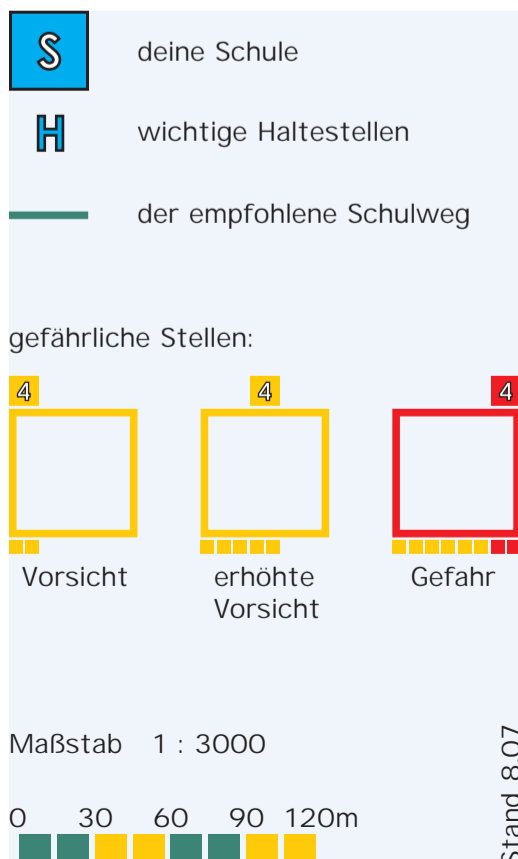 S deine Schule
H wichtige Haltestellen
der empfohlene Schulweg
gefährliche Stellen:
4 4 4
Vorsicht erhöhte Vorsicht Gefahr
Maßstab 1 : 3000
0 30 60 90 120m
Stand 8.07